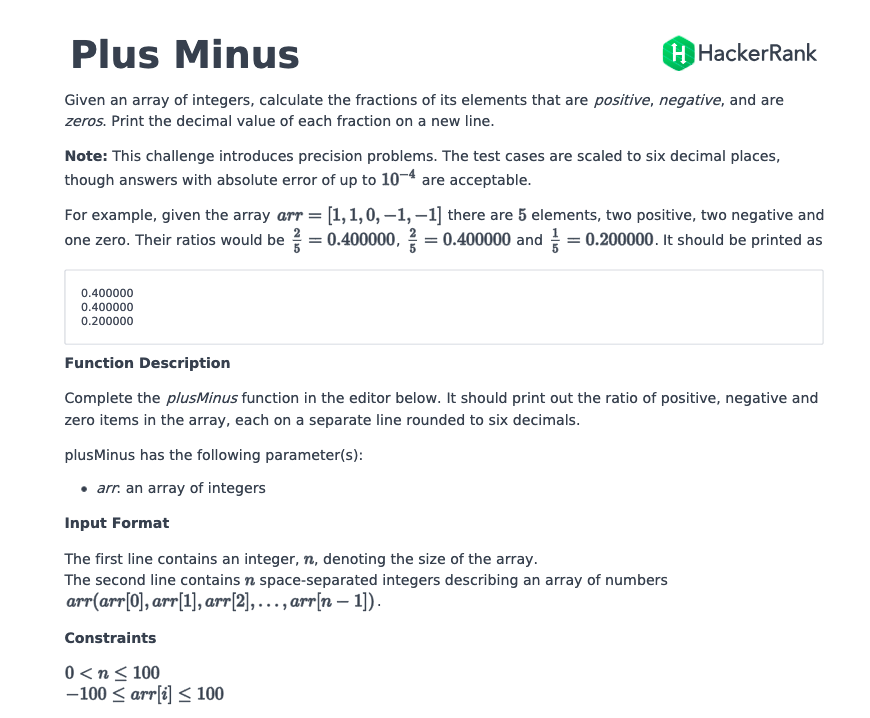 Plus Minus
HackerRank
Given an array of integers, calculate the fractions of its elements that are positive, negative, and are
zeros. Print the decimal value of each fraction on a new line.
Note: This challenge introduces precision problems. The test cases are scaled to six decimal places,
though answers with absolute error of up to 10⁻⁴ are acceptable.
For example, given the array arr = [1, 1, 0, −1, −1] there are 5 elements, two positive, two negative and
one zero. Their ratios would be 2/5 = 0.400000, 2/5 = 0.400000 and 1/5 = 0.200000. It should be printed as
0.400000
0.400000
0.200000
Function Description
Complete the plusMinus function in the editor below. It should print out the ratio of positive, negative and
zero items in the array, each on a separate line rounded to six decimals.
plusMinus has the following parameter(s):
• arr: an array of integers
Input Format
The first line contains an integer, n, denoting the size of the array.
The second line contains n space-separated integers describing an array of numbers
arr(arr[0], arr[1], arr[2], . . . , arr[n − 1]).
Constraints
0 < n ≤ 100
−100 ≤ arr[i] ≤ 100